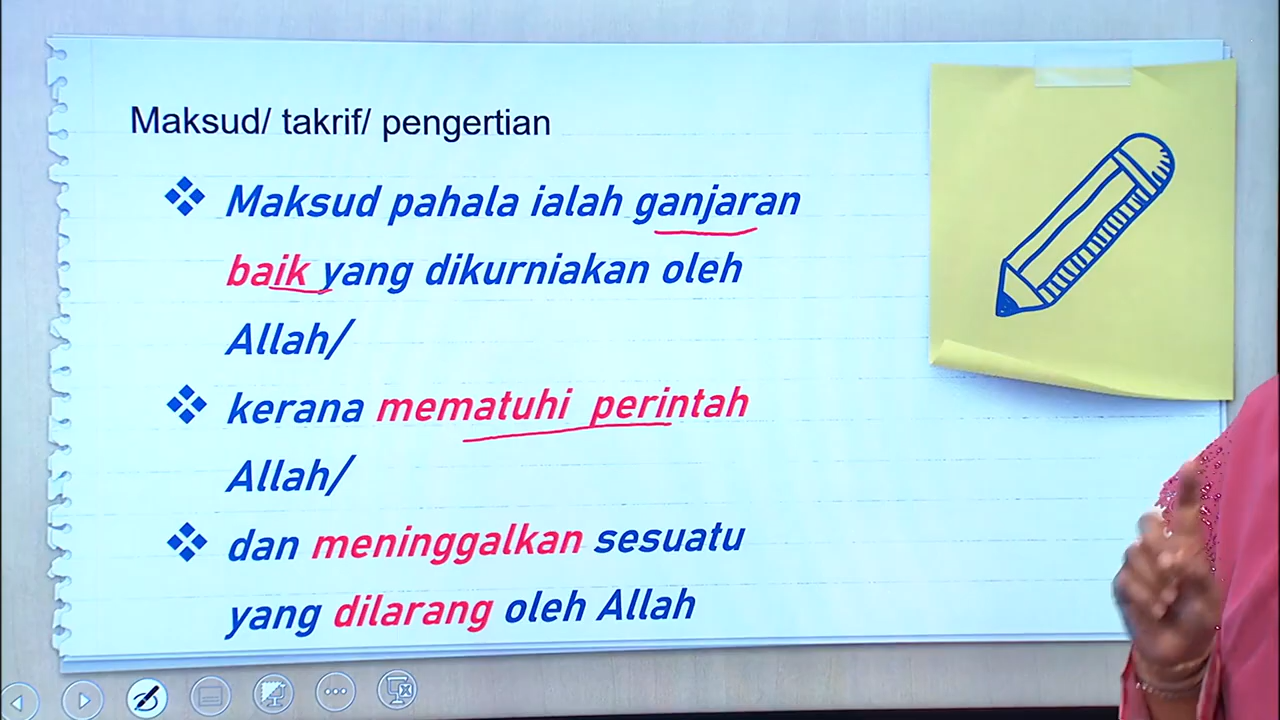 Maksud/ takrif/ pengertian
Maksud pahala ialah ganjaran
baik yang dikurniakan oleh
Allah/
kerana mematuhi perintah
Allah/
dan meninggalkan sesuatu
yang dilarang oleh Allah